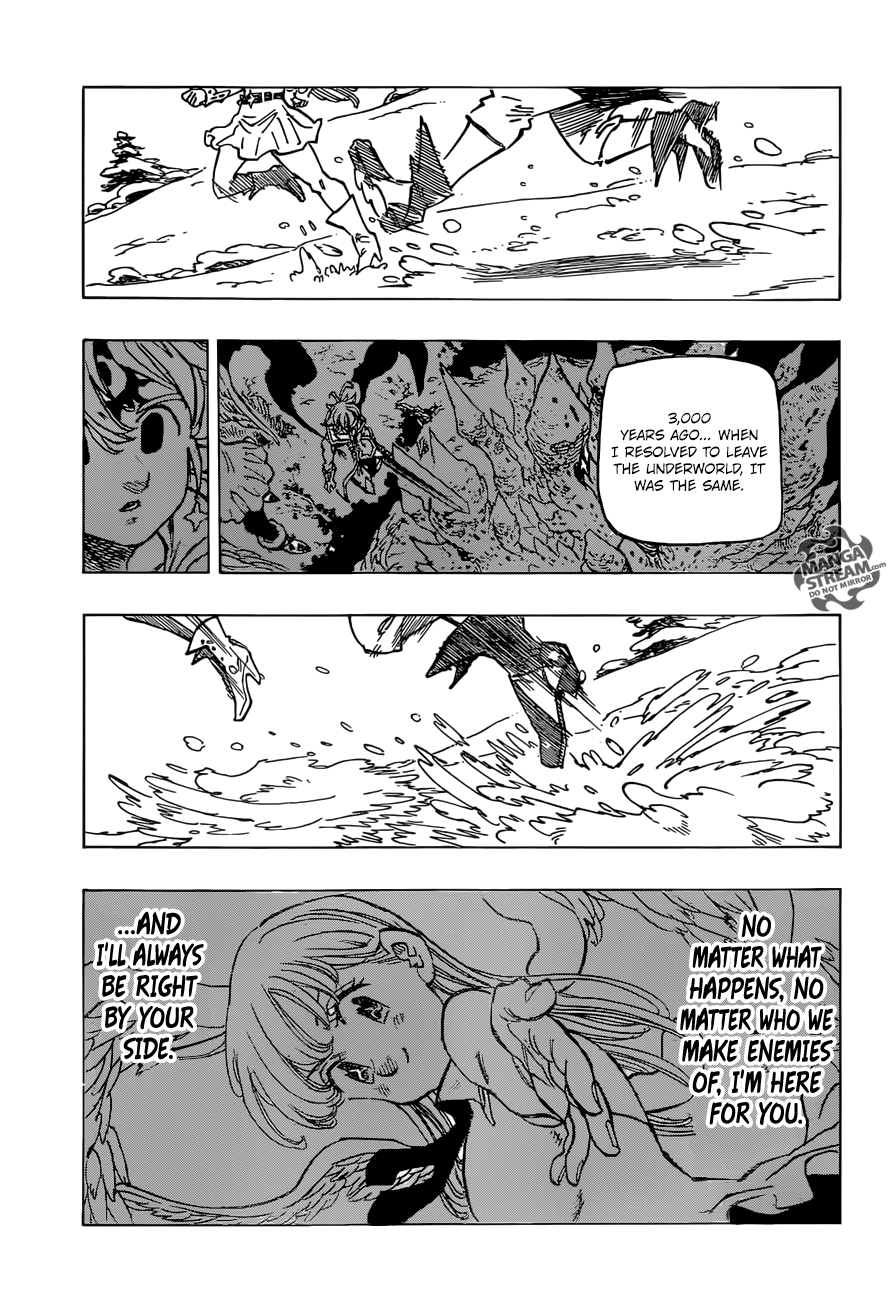 3,000
YEARS AGO... WHEN
I RESOLVED TO LEAVE
THE UNDERWORLD, IT
WAS THE SAME.
MANGA
STREAM.com
DO NOT MIRROR
NO
MATTER WHAT
HAPPENS, NO
MATTER WHO WE
MAKE ENEMIES
OF, I'M HERE
FOR YOU.
...AND
I'LL ALWAYS
BE RIGHT
BY YOUR
SIDE.